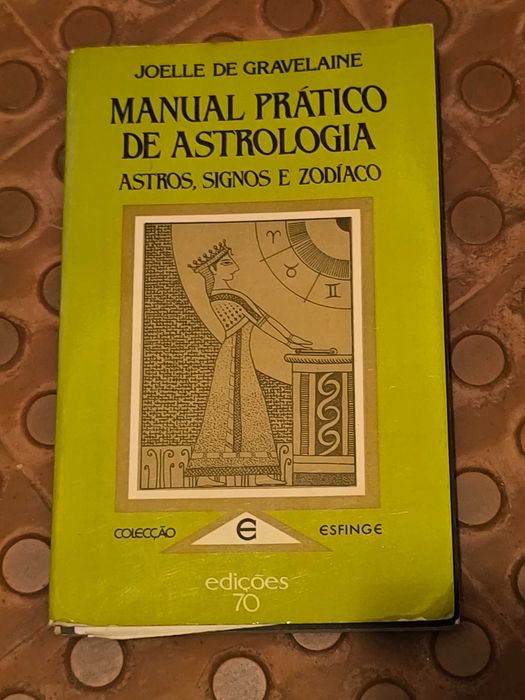 JOELLE DE GRAVELAINE
MANUAL PRÁTICO
DE ASTROLOGIA
ASTROS, SIGNOS E ZODÍACO
♈
♉
♊
COLECÇÃO
E
ESFINGE
edições
70